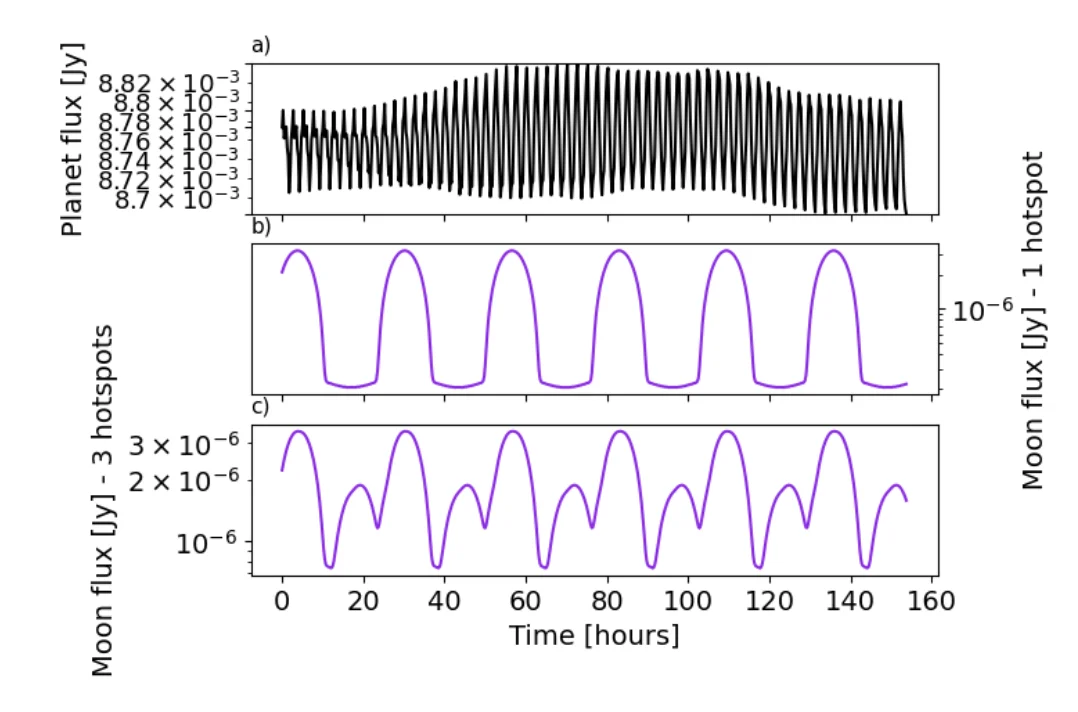 a)
Planet flux [Jy]
8.82 × 10⁻³
8.8 × 10⁻³
8.78 × 10⁻³
8.76 × 10⁻³
8.74 × 10⁻³
8.72 × 10⁻³
8.7 × 10⁻³
b)
10⁻⁶
Moon flux [Jy] - 1 hotspot
c)
Moon flux [Jy] - 3 hotspots
3 × 10⁻⁶
2 × 10⁻⁶
10⁻⁶
0 20 40 60 80 100 120 140 160
Time [hours]